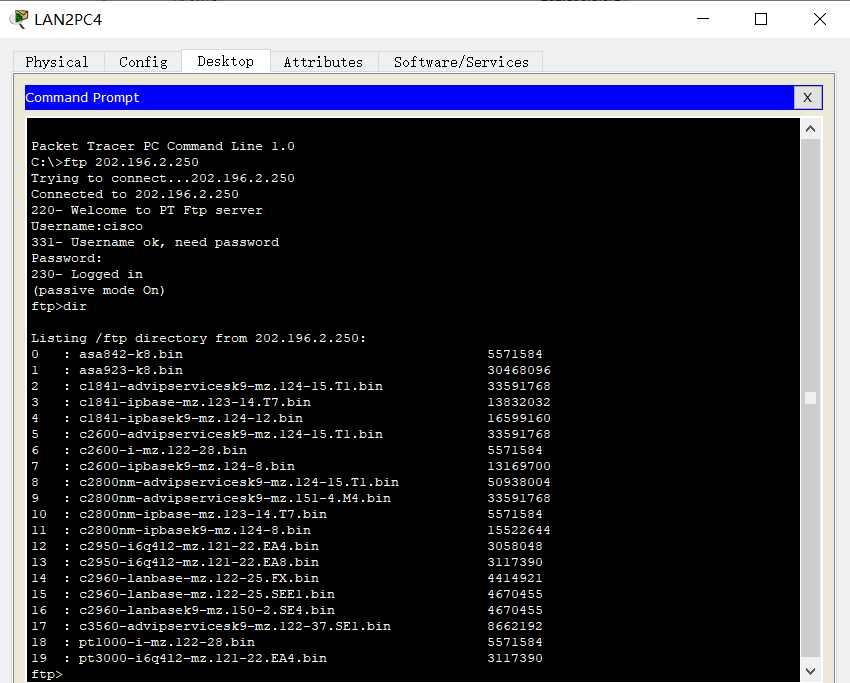 LAN2PC4
Physical Config Desktop Attributes Software/Services
Command Prompt X
Packet Tracer PC Command Line 1.0
C:\>ftp 202.196.2.250
Trying to connect...202.196.2.250
Connected to 202.196.2.250
220- Welcome to PT Ftp server
Username:cisco
331- Username ok, need password
Password:
230- Logged in
(passive mode On)
ftp>dir
Listing /ftp directory from 202.196.2.250:
0 : asa842-k8.bin 5571584
1 : asa923-k8.bin 30468096
2 : c1841-advipservicesk9-mz.124-15.T1.bin 33591768
3 : c1841-ipbase-mz.123-14.T7.bin 13832032
4 : c1841-ipbasek9-mz.124-12.bin 16599160
5 : c2600-advipservicesk9-mz.124-15.T1.bin 33591768
6 : c2600-i-mz.122-28.bin 5571584
7 : c2600-ipbasek9-mz.124-8.bin 13169700
8 : c2800nm-advipservicesk9-mz.124-15.T1.bin 50938004
9 : c2800nm-advipservicesk9-mz.151-4.M4.bin 33591768
10 : c2800nm-ipbase-mz.123-14.T7.bin 5571584
11 : c2800nm-ipbasek9-mz.124-8.bin 15522644
12 : c2950-i6q4l2-mz.121-22.EA4.bin 3058048
13 : c2950-i6q4l2-mz.121-22.EA8.bin 3117390
14 : c2960-lanbase-mz.122-25.FX.bin 4414921
15 : c2960-lanbase-mz.122-25.SEE1.bin 4670455
16 : c2960-lanbasek9-mz.150-2.SE4.bin 4670455
17 : c3560-advipservicesk9-mz.122-37.SE1.bin 8662192
18 : pt1000-i-mz.122-28.bin 5571584
19 : pt3000-i6q4l2-mz.121-22.EA4.bin 3117390
ftp>